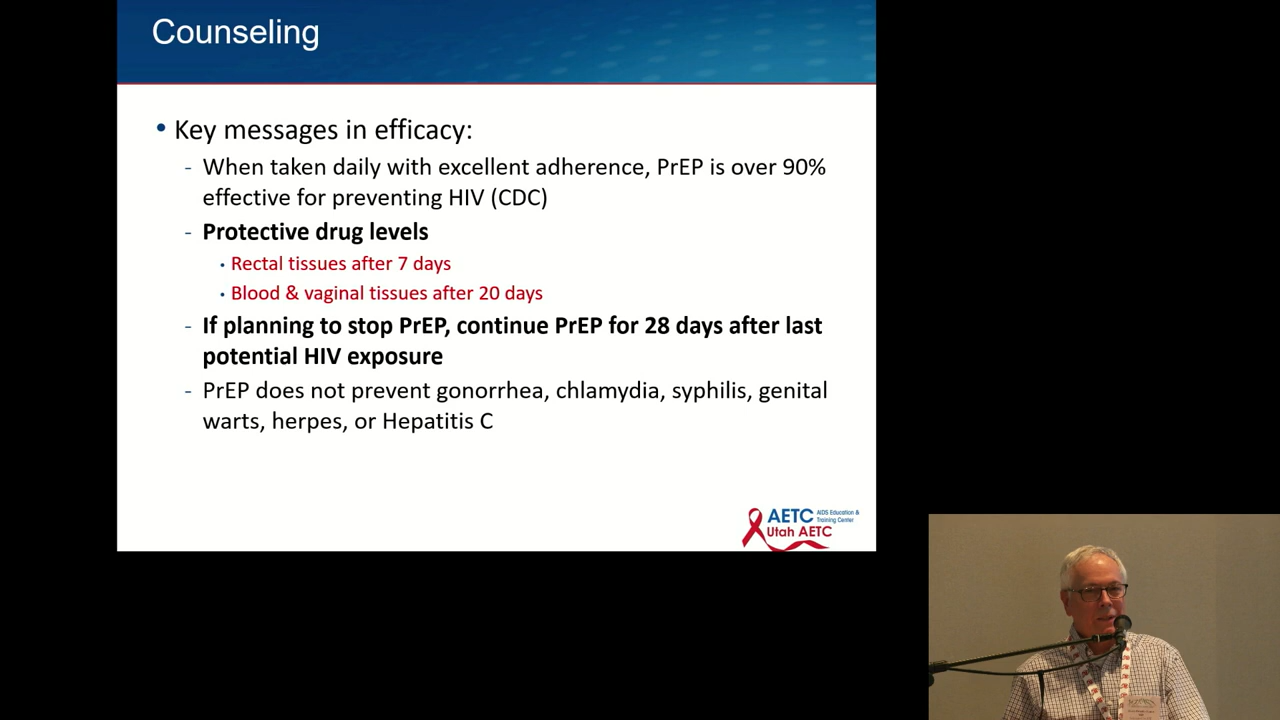 Counseling
• Key messages in efficacy:
- When taken daily with excellent adherence, PrEP is over 90%
effective for preventing HIV (CDC)
- Protective drug levels
• Rectal tissues after 7 days
• Blood & vaginal tissues after 20 days
- If planning to stop PrEP, continue PrEP for 28 days after last
potential HIV exposure
- PrEP does not prevent gonorrhea, chlamydia, syphilis, genital
warts, herpes, or Hepatitis C
AETC AIDS Education &
Training Center
Utah AETC